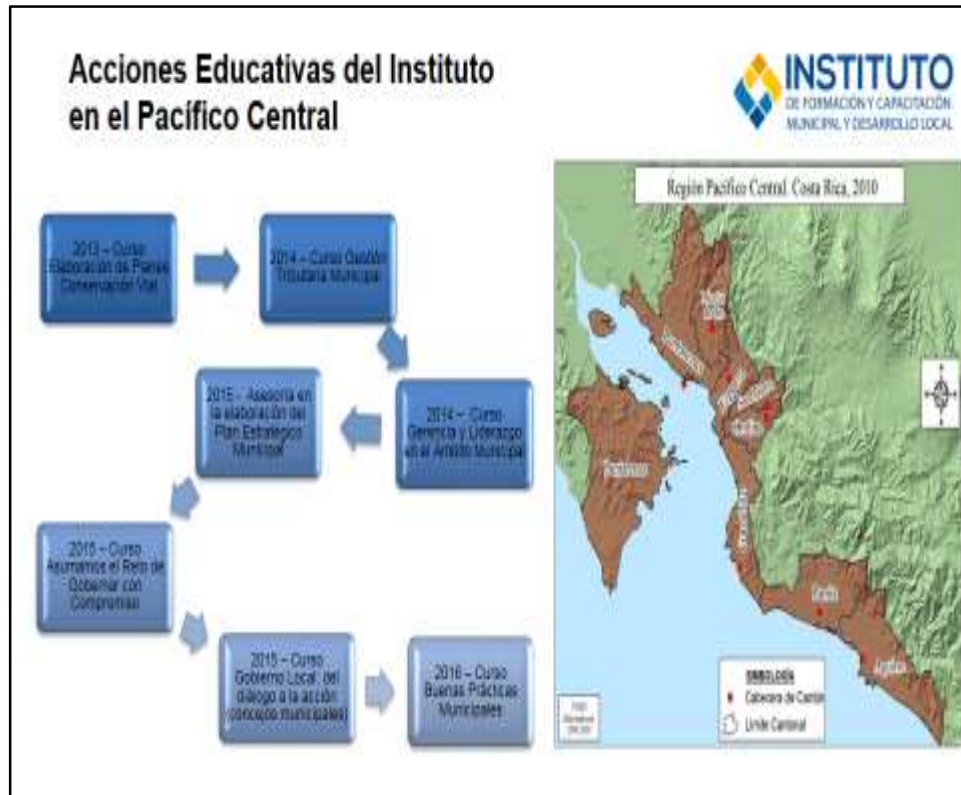 Acciones Educativas del Instituto
en el Pacífico Central
INSTITUTO
DE FORMACIÓN Y CAPACITACIÓN
MUNICIPAL Y DESARROLLO LOCAL
2013 – Curso
Elaboración de Planes
Conservación Vial
2014 – Curso Gestión
Tributaria Municipal
2014 – Curso
Gerencia y Liderazgo
en el Ámbito Municipal
2015 – Asesoría en
la elaboración del
Plan Estratégico
Municipal
2015 – Curso
Asumamos el Reto de
Gobernar con
Compromiso
2015 – Curso
Gobierno Local: del
diálogo a la acción
(concejos municipales)
2016 – Curso
Buenas Prácticas
Municipales
Región Pacífico Central. Costa Rica, 2010
Puntarenas
SIMBOLOGÍA
Cabecera de Cantón
Límite Cantonal